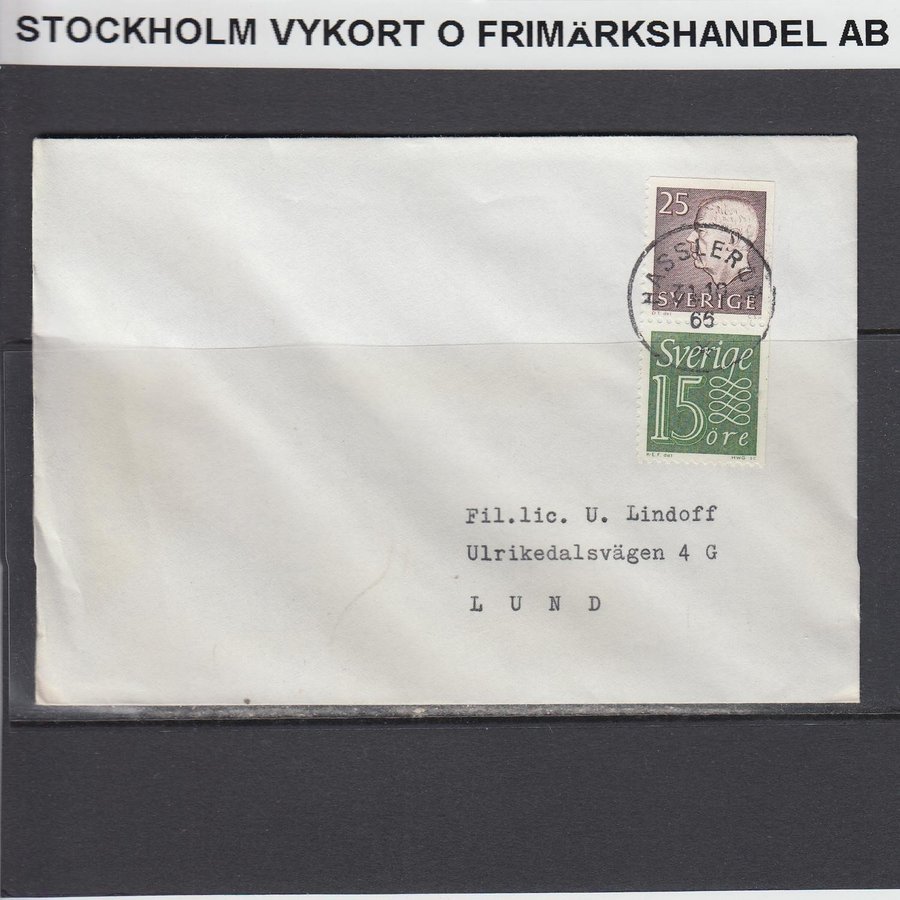 STOCKHOLM VYKORT O FRIMÄRKSHANDEL AB
25
SVERIGE
65
Sverige
15
öre
Fil.lic. U. Lindoff
Ulrikedalsvägen 4 G
L U N D